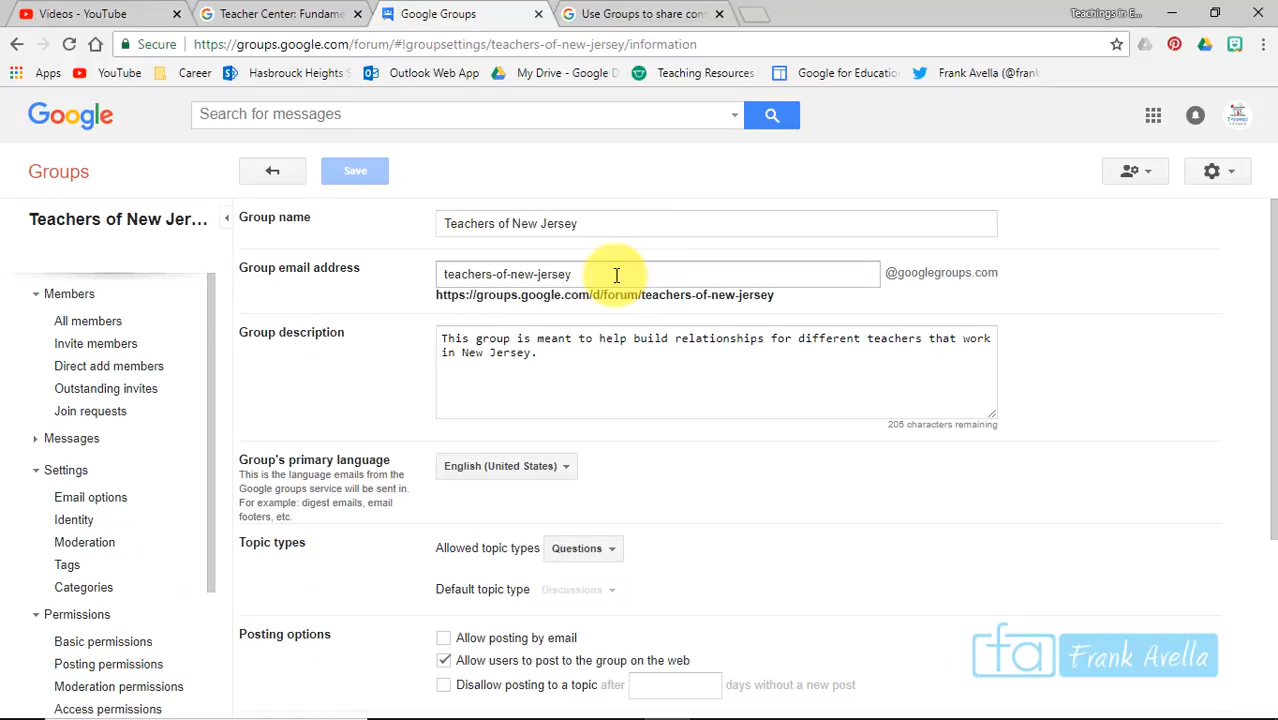 Videos - YouTube
Teacher Center: Fundame
Google Groups
Use Groups to share con
Teachings in E...
Secure
https://groups.google.com/forum/#!groupsettings/teachers-of-new-jersey/information
Apps
YouTube
Career
Hasbrouck Heights S
Outlook Web App
My Drive - Google D
Teaching Resources
Google for Educatio
Frank Avella (@frank
Google
Search for messages
Groups
Save
Teachers of New Jer...
Members
All members
Invite members
Direct add members
Outstanding invites
Join requests
Messages
Settings
Email options
Identity
Moderation
Tags
Categories
Permissions
Basic permissions
Posting permissions
Moderation permissions
Access permissions
Group name
Teachers of New Jersey
Group email address
teachers-of-new-jersey
@googlegroups.com
https://groups.google.com/d/forum/teachers-of-new-jersey
Group description
This group is meant to help build relationships for different teachers that work
in New Jersey.
205 characters remaining
Group's primary language
This is the language emails from the
Google groups service will be sent in.
For example: digest emails, email
footers, etc.
English (United States)
Topic types
Allowed topic types
Questions
Default topic type
Discussions
Posting options
Allow posting by email
Allow users to post to the group on the web
Disallow posting to a topic after
days without a new post
fa
Frank Avella